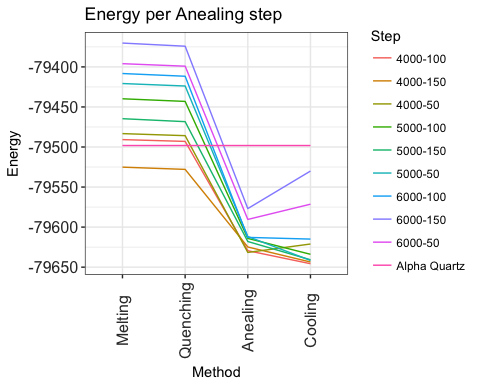 Energy per Anealing step
Energy
-79400
-79450
-79500
-79550
-79600
-79650
Melting
Quenching
Anealing
Cooling
Method
Step
4000-100
4000-150
4000-50
5000-100
5000-150
5000-50
6000-100
6000-150
6000-50
Alpha Quartz